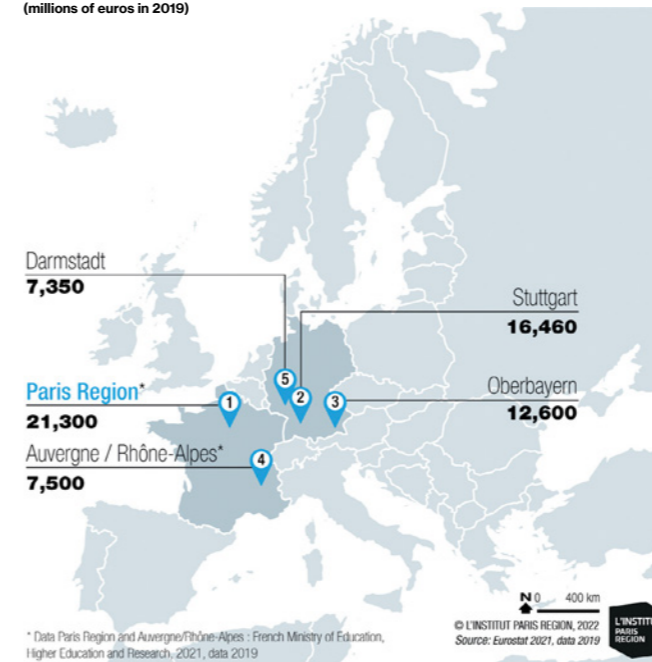 (millions of euros in 2019)
Darmstadt
7,350
Stuttgart
16,460
Paris Region*
21,300
Oberbayern
12,600
Auvergne / Rhône-Alpes*
7,500
5
2
1
3
4
N 0 400 km
© L'INSTITUT PARIS REGION, 2022
Source: Eurostat 2021, data 2019
* Data Paris Region and Auvergne/Rhône-Alpes : French Ministry of Education,
Higher Education and Research, 2021, data 2019
PARIS
REGION